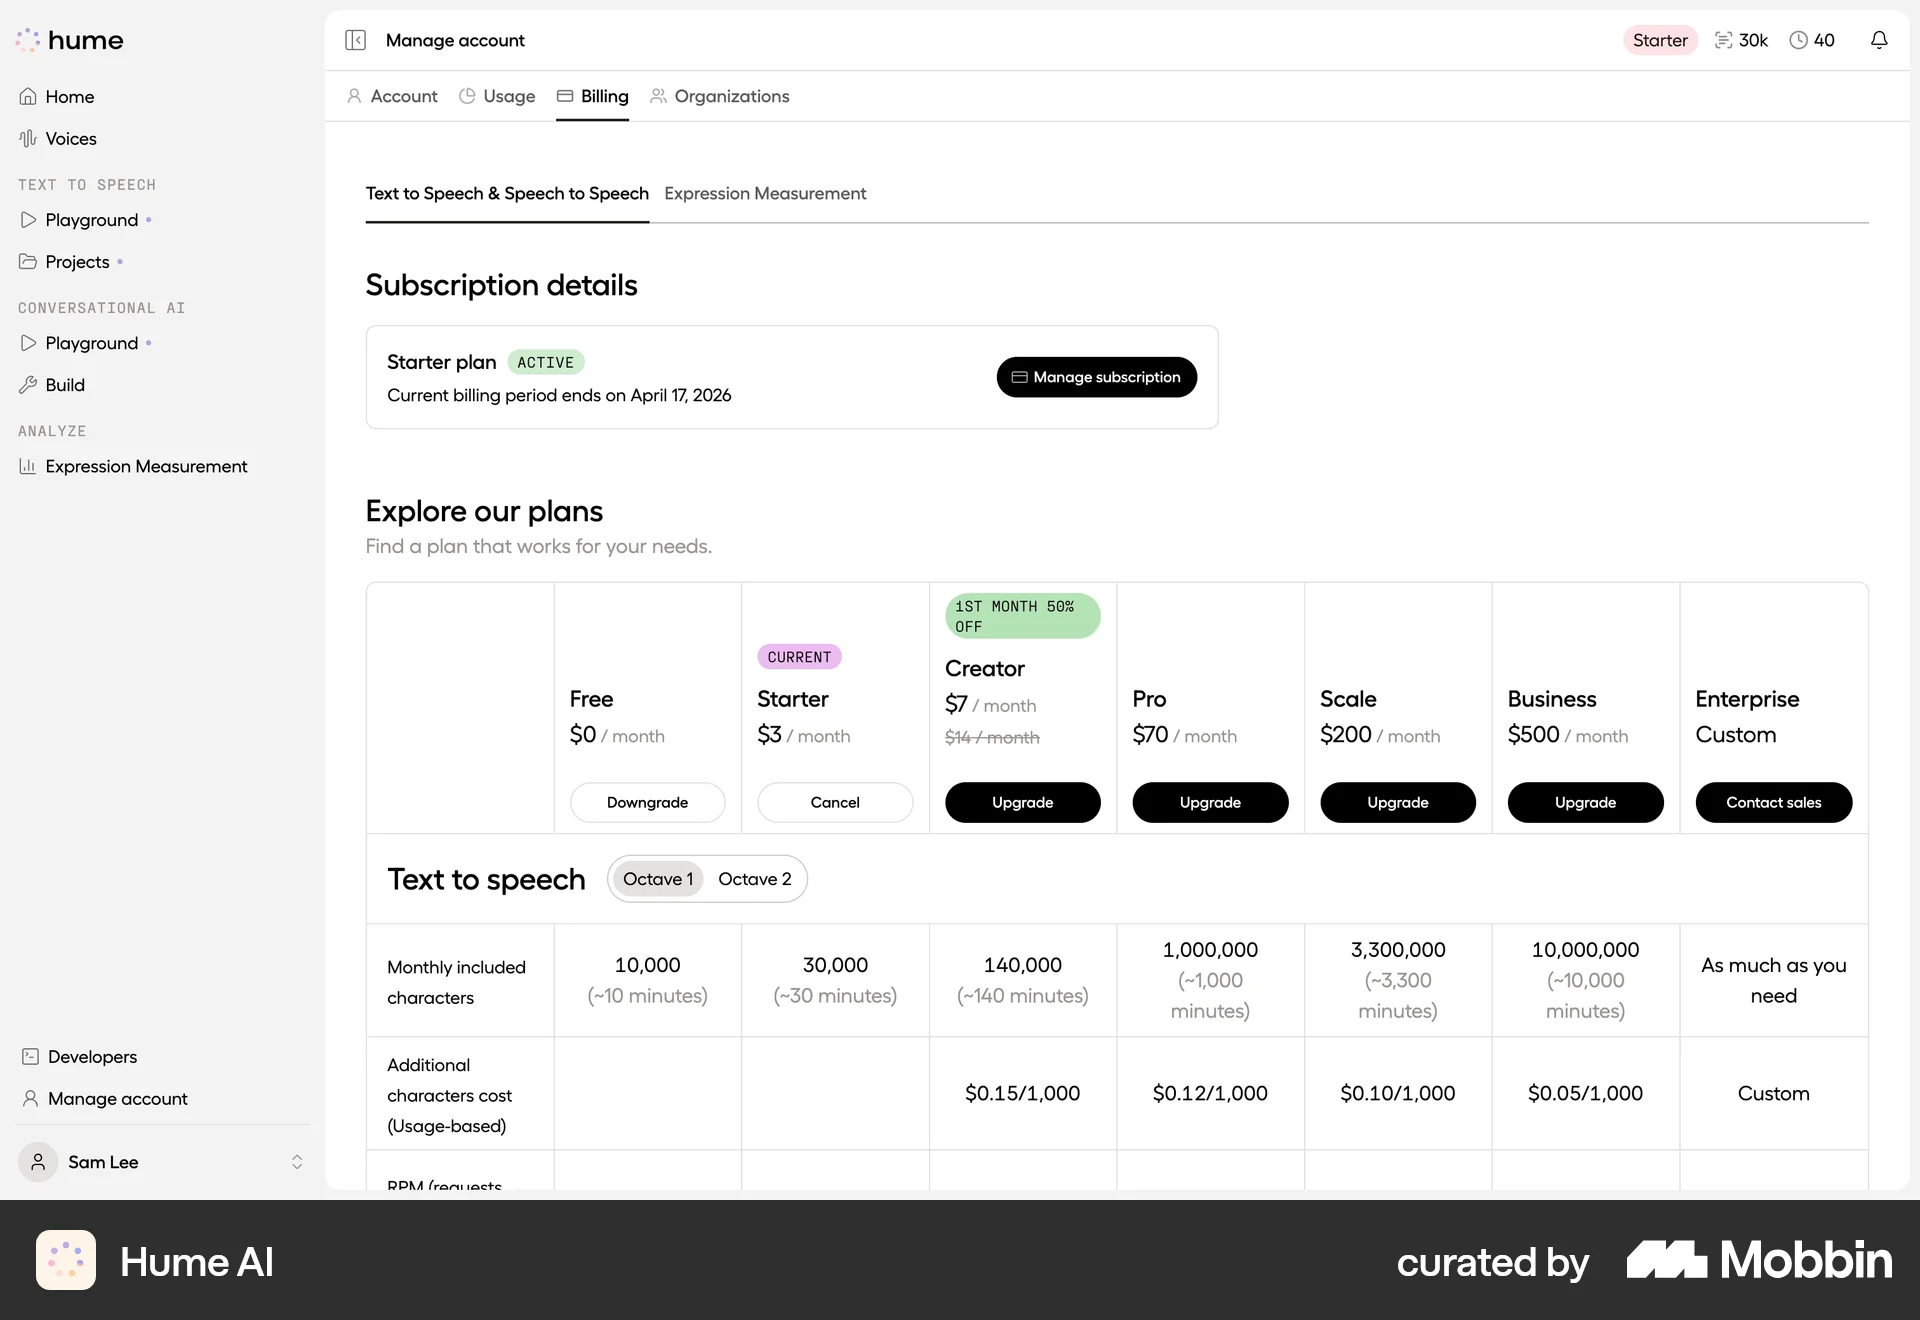 hume
Manage account
Starter
30k
40
Home
Voices
TEXT TO SPEECH
Playground
Projects
CONVERSATIONAL AI
Playground
Build
ANALYZE
Expression Measurement
Developers
Manage account
Sam Lee
Account
Usage
Billing
Organizations
Text to Speech & Speech to Speech
Expression Measurement
Subscription details
Starter plan
ACTIVE
Current billing period ends on April 17, 2026
Manage subscription
Explore our plans
Find a plan that works for your needs.
Free
$0 / month
Downgrade
CURRENT
Starter
$3 / month
Cancel
1ST MONTH 50%
OFF
Creator
$7 / month
$14 / month
Upgrade
Pro
$70 / month
Upgrade
Scale
$200 / month
Upgrade
Business
$500 / month
Upgrade
Enterprise
Custom
Contact sales
Text to speech
Octave 1
Octave 2
Monthly included
characters
10,000
(~10 minutes)
30,000
(~30 minutes)
140,000
(~140 minutes)
1,000,000
(~1,000
minutes)
3,300,000
(~3,300
minutes)
10,000,000
(~10,000
minutes)
As much as you
need
Additional
characters cost
(Usage-based)
$0.15/1,000
$0.12/1,000
$0.10/1,000
$0.05/1,000
Custom
RPM (requests
Hume AI
curated by
Mobbin